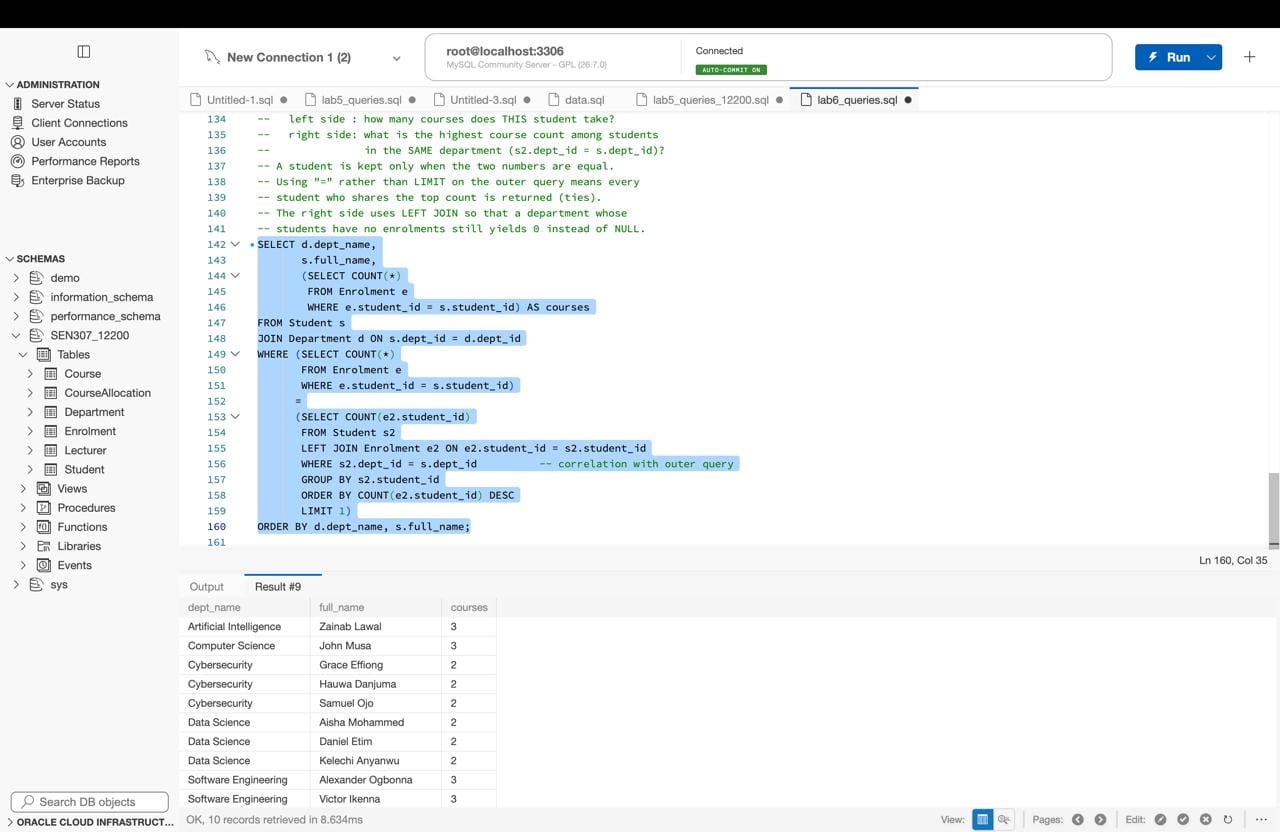 New Connection 1 (2)
root@localhost:3306
MySQL Community Server - GPL (26.7.0)
Connected
AUTO-COMMIT ON
Run
ADMINISTRATION
Server Status
Client Connections
User Accounts
Performance Reports
Enterprise Backup
SCHEMAS
demo
information_schema
performance_schema
SEN307_12200
Tables
Course
CourseAllocation
Department
Enrolment
Lecturer
Student
Views
Procedures
Functions
Libraries
Events
sys
Search DB objects
ORACLE CLOUD INFRASTRUCT...
Untitled-1.sql lab5_queries.sql Untitled-3.sql data.sql lab5_queries_12200.sql lab6_queries.sql
134 -- left side : how many courses does THIS student take?
135 -- right side: what is the highest course count among students
136 -- in the SAME department (s2.dept_id = s.dept_id)?
137 -- A student is kept only when the two numbers are equal.
138 -- Using "=" rather than LIMIT on the outer query means every
139 -- student who shares the top count is returned (ties).
140 -- The right side uses LEFT JOIN so that a department whose
141 -- students have no enrolments still yields 0 instead of NULL.
142 SELECT d.dept_name,
143 s.full_name,
144 (SELECT COUNT(*)
145 FROM Enrolment e
146 WHERE e.student_id = s.student_id) AS courses
147 FROM Student s
148 JOIN Department d ON s.dept_id = d.dept_id
149 WHERE (SELECT COUNT(*)
150 FROM Enrolment e
151 WHERE e.student_id = s.student_id)
152 =
153 (SELECT COUNT(e2.student_id)
154 FROM Student s2
155 LEFT JOIN Enrolment e2 ON e2.student_id = s2.student_id
156 WHERE s2.dept_id = s.dept_id -- correlation with outer query
157 GROUP BY s2.student_id
158 ORDER BY COUNT(e2.student_id) DESC
159 LIMIT 1)
160 ORDER BY d.dept_name, s.full_name;
161
Ln 160, Col 35
Output Result #9
dept_name full_name courses
Artificial Intelligence Zainab Lawal 3
Computer Science John Musa 3
Cybersecurity Grace Effiong 2
Cybersecurity Hauwa Danjuma 2
Cybersecurity Samuel Ojo 2
Data Science Aisha Mohammed 2
Data Science Daniel Etim 2
Data Science Kelechi Anyanwu 2
Software Engineering Alexander Ogbonna 3
Software Engineering Victor Ikenna 3
OK, 10 records retrieved in 8.634ms
View: Pages: Edit: